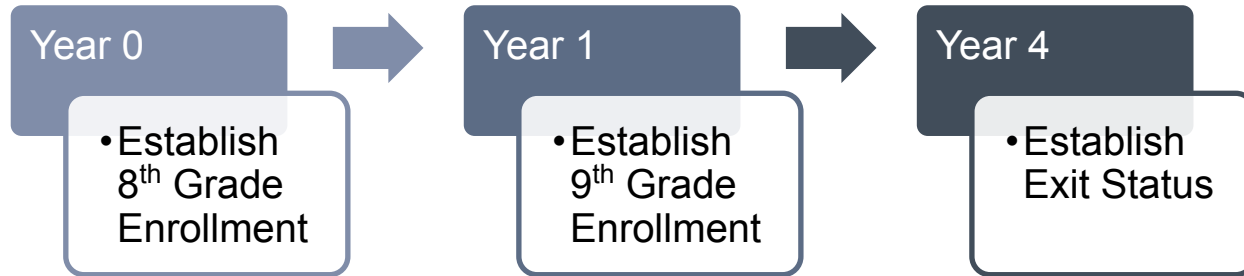 Year 0
•Establish
8th Grade
Enrollment
Year 1
•Establish
9th Grade
Enrollment
Year 4
•Establish
Exit Status